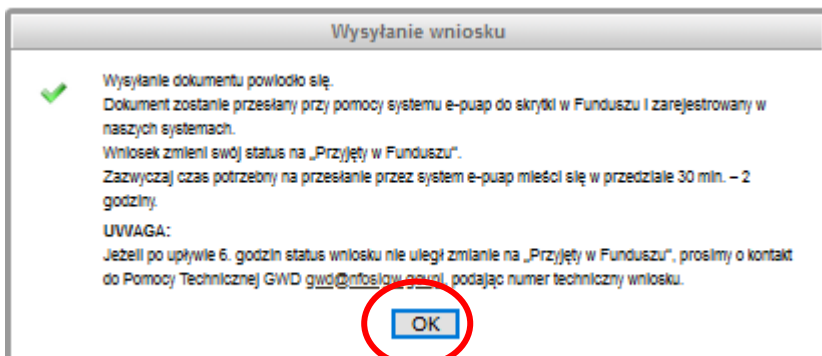 Wysyłanie wniosku
Wysyłanie dokumentu powiodło się.
Dokument zostanie przesłany przy pomocy systemu e-puap do skrytki w Funduszu i zarejestrowany w
naszych systemach.
Wniosek zmieni swój status na „Przyjęty w Funduszu”.
Zazwyczaj czas potrzebny na przesłanie przez system e-puap mieści się w przedziale 30 min. – 2
godziny.
UWAGA:
Jeżeli po upływie 6. godzin status wniosku nie uległ zmianie na „Przyjęty w Funduszu”, prosimy o kontakt
do Pomocy Technicznej GWD gwd@nfosigw.gov.pl, podając numer techniczny wniosku.
OK